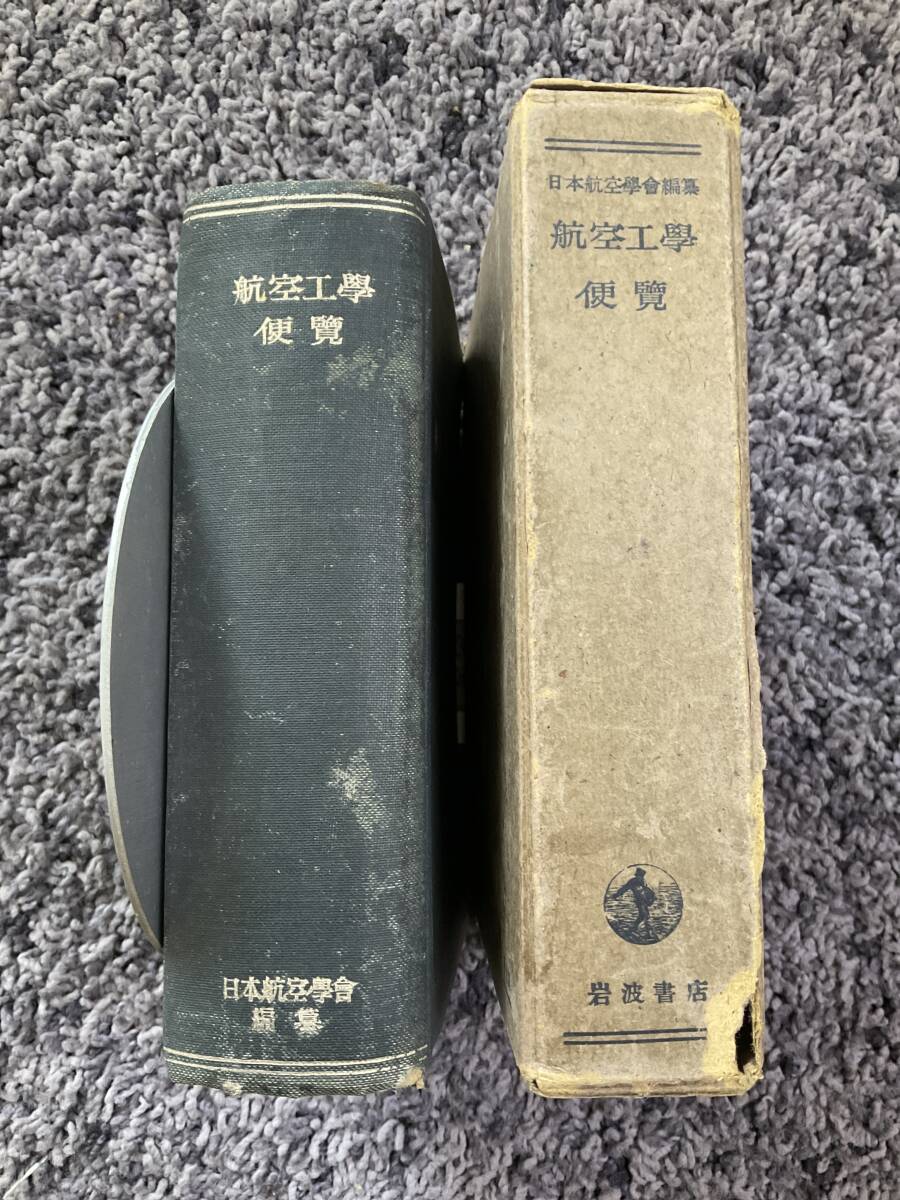 航空工學
便覽
日本航空學會
編纂
日本航空學會編纂
航空工學
便覽
岩波書店